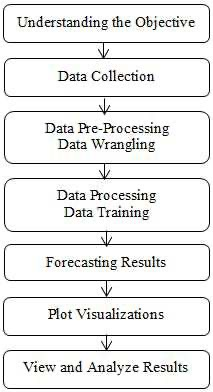 Understanding the Objective
Data Collection
Data Pre-Processing
Data Wrangling
Data Processing
Data Training
Forecasting Results
Plot Visualizations
View and Analyze Results